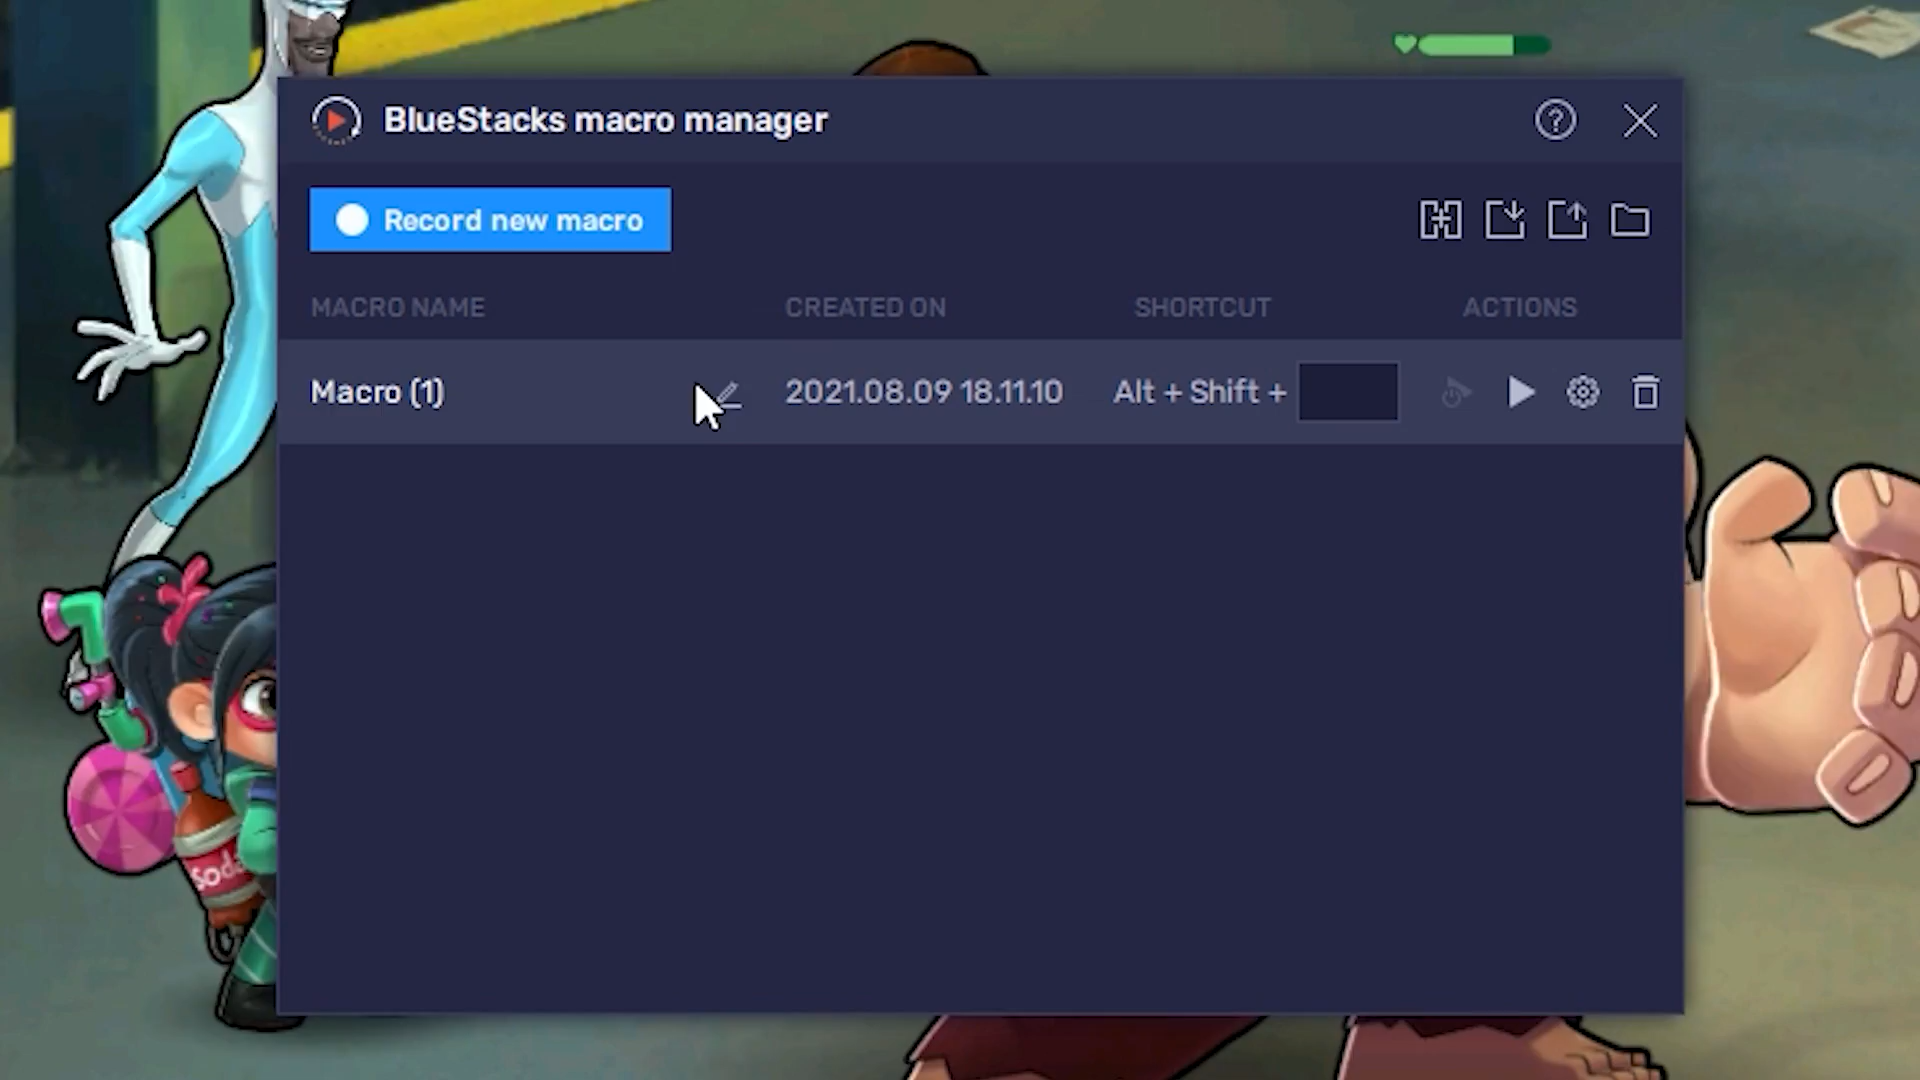 BlueStacks macro manager
Record new macro
MACRO NAME CREATED ON SHORTCUT ACTIONS
Macro (1) 2021.08.09 18.11.10 Alt + Shift +
Soda